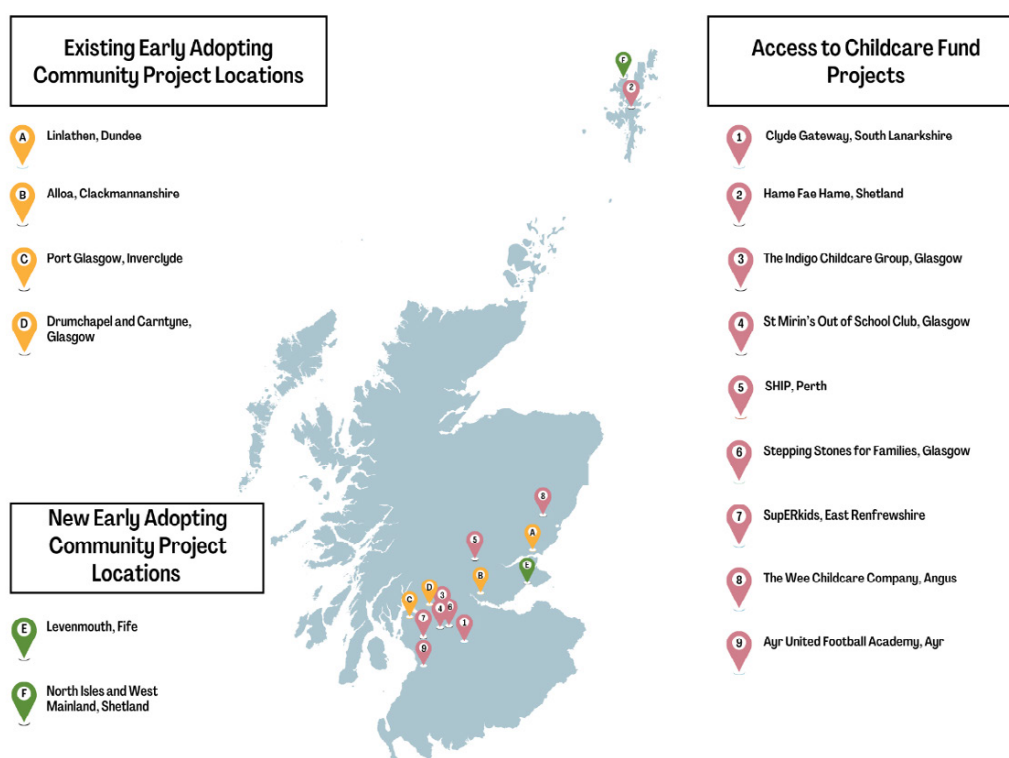 Existing Early Adopting
Community Project Locations
A Linlathen, Dundee
B Alloa, Clackmannanshire
C Port Glasgow, Inverclyde
D Drumchapel and Carntyne,
Glasgow
New Early Adopting
Community Project
Locations
E Levenmouth, Fife
F North Isles and West
Mainland, Shetland
F
2
8
A
5
E
B
D
3
C
6
4
7
1
9
Access to Childcare Fund
Projects
1 Clyde Gateway, South Lanarkshire
2 Hame Fae Hame, Shetland
3 The Indigo Childcare Group, Glasgow
4 St Mirin's Out of School Club, Glasgow
5 SHIP, Perth
6 Stepping Stones for Families, Glasgow
7 SupERkids, East Renfrewshire
8 The Wee Childcare Company, Angus
9 Ayr United Football Academy, Ayr